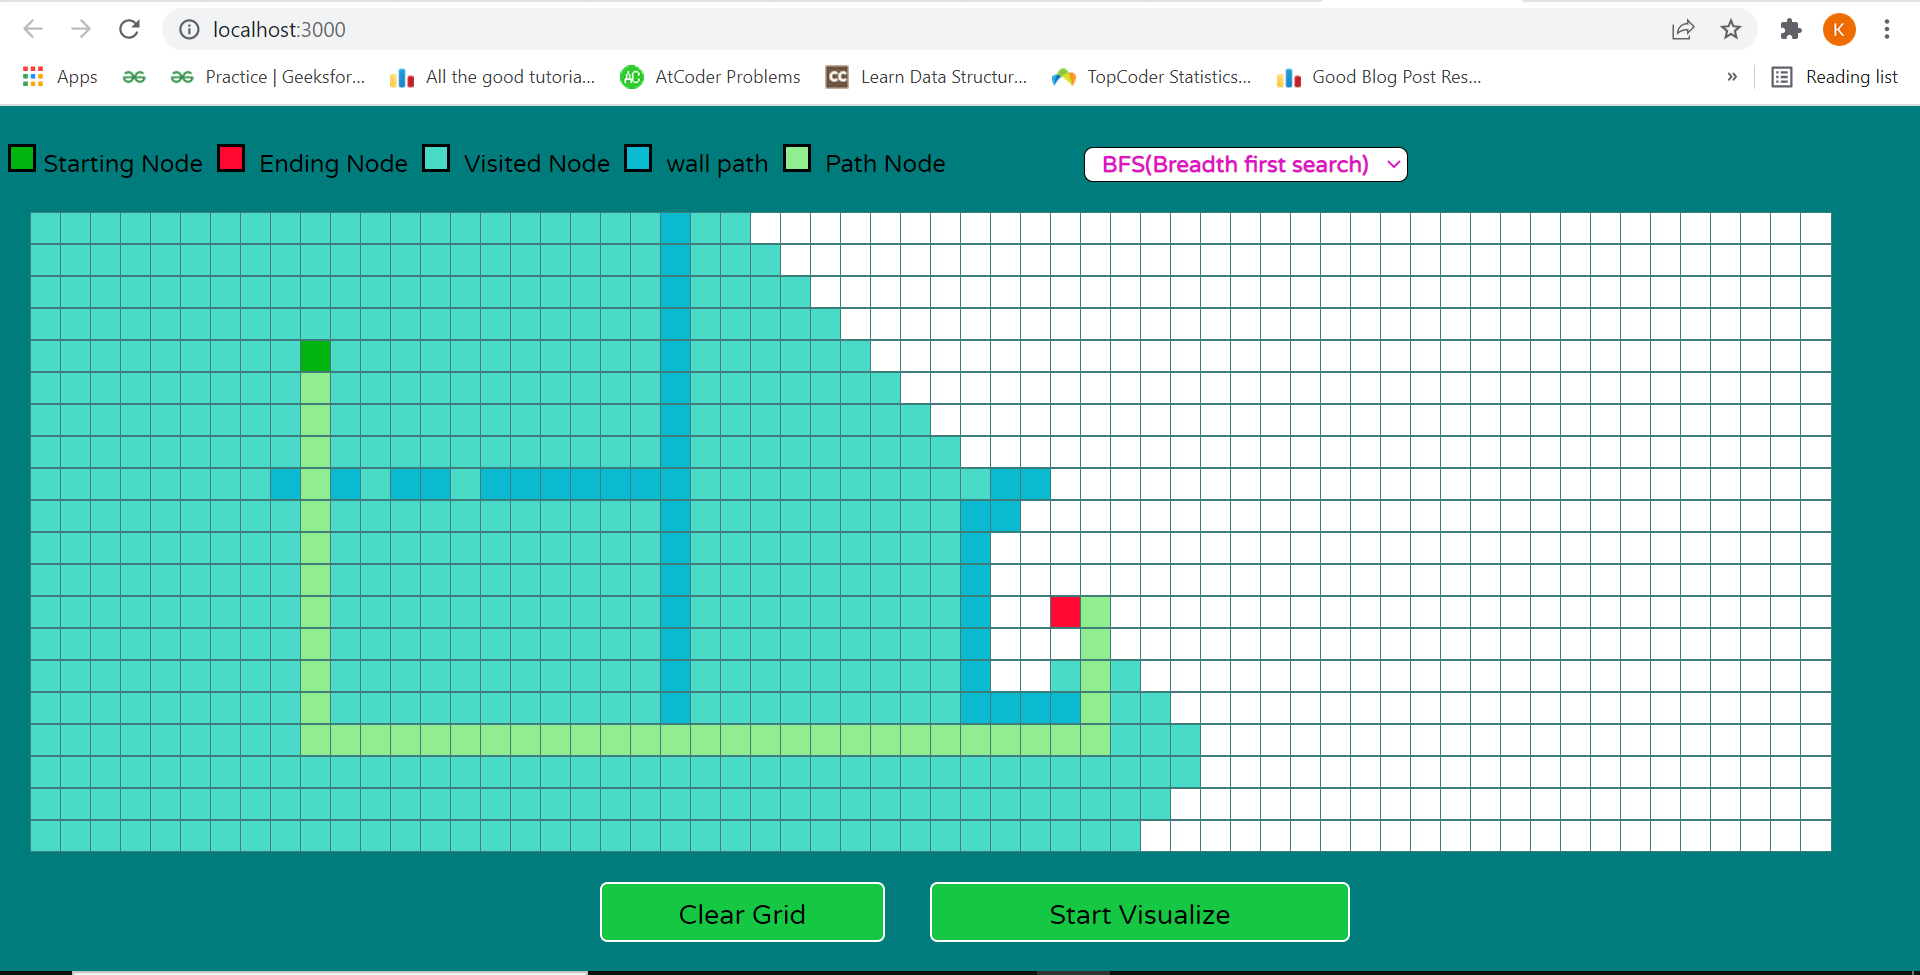 localhost:3000
K
Apps Practice | Geeksfor... All the good tutoria... AC AtCoder Problems CC Learn Data Structur... TopCoder Statistics... Good Blog Post Res... » Reading list
Starting Node Ending Node Visited Node wall path Path Node BFS(Breadth first search)
Clear Grid Start Visualize